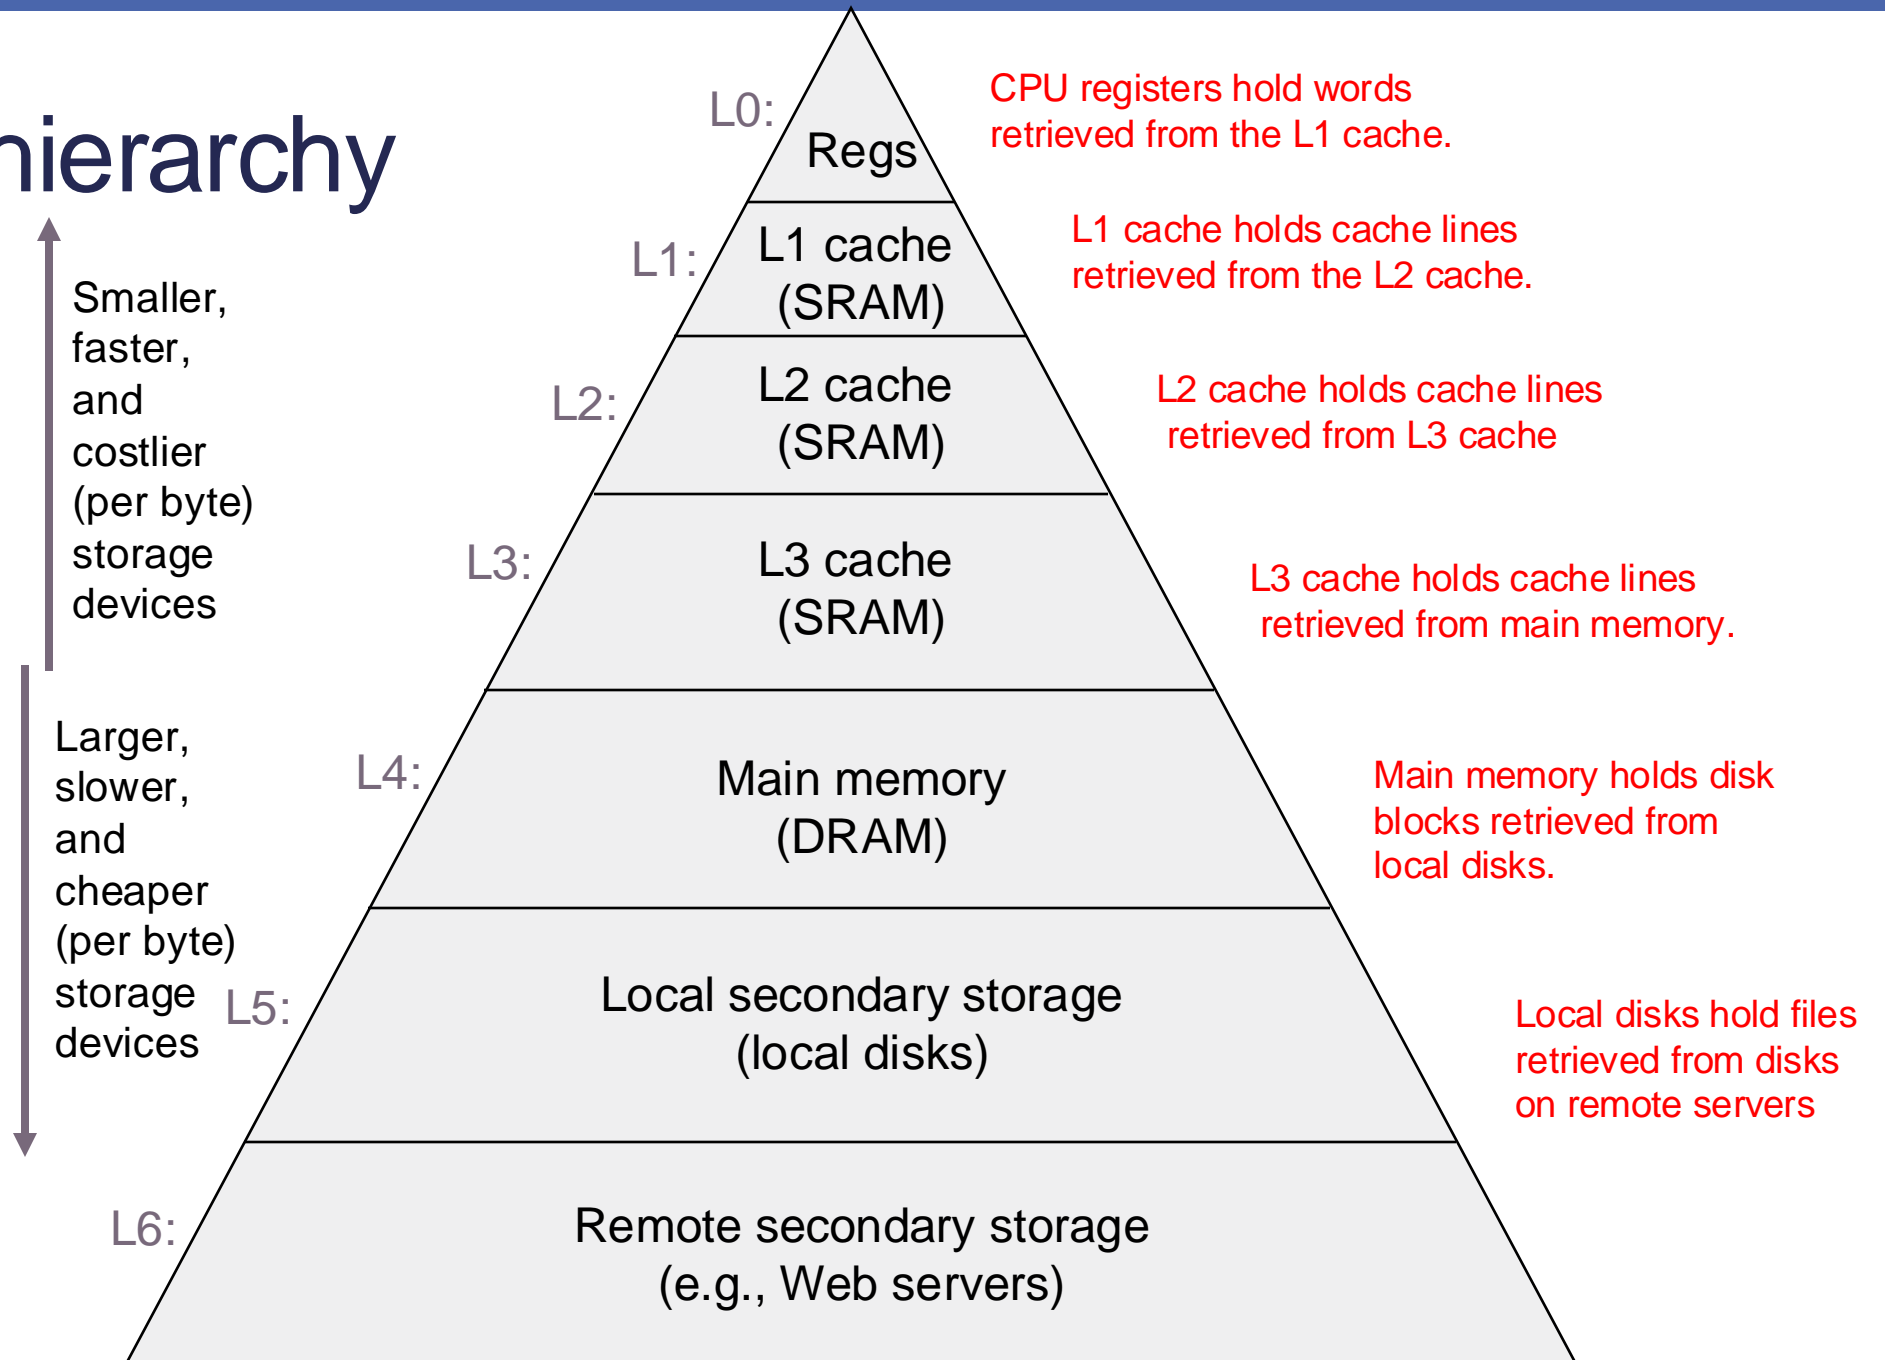 hierarchy
Smaller,
faster,
and
costlier
(per byte)
storage
devices
Larger,
slower,
and
cheaper
(per byte)
storage
devices
L0:
Regs
CPU registers hold words
retrieved from the L1 cache.
L1:
L1 cache
(SRAM)
L1 cache holds cache lines
retrieved from the L2 cache.
L2:
L2 cache
(SRAM)
L2 cache holds cache lines
retrieved from L3 cache
L3:
L3 cache
(SRAM)
L3 cache holds cache lines
retrieved from main memory.
L4:
Main memory
(DRAM)
Main memory holds disk
blocks retrieved from
local disks.
L5:
Local secondary storage
(local disks)
Local disks hold files
retrieved from disks
on remote servers
L6:
Remote secondary storage
(e.g., Web servers)